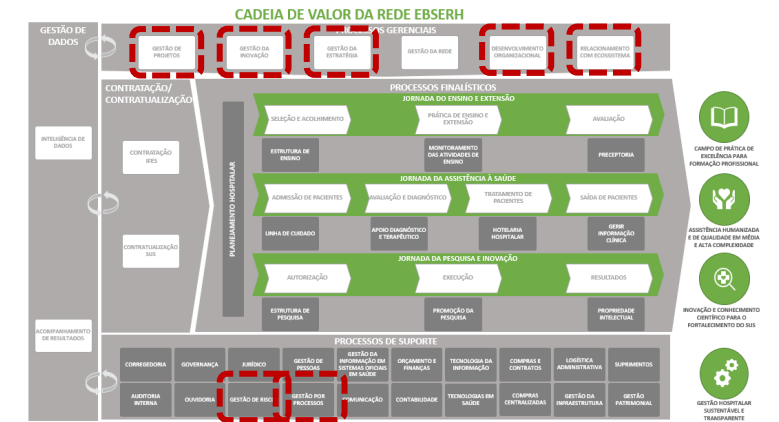 CADEIA DE VALOR DA REDE EBSERH
GESTÃO DE
DADOS
PROCESSOS GERENCIAIS
GESTÃO DE
PROJETOS
GESTÃO DA
INOVAÇÃO
GESTÃO DA
ESTRATÉGIA
GESTÃO DA REDE
DESENVOLVIMENTO
ORGANIZACIONAL
RELACIONAMENTO
COM ECOSSISTEMA
INTELIGÊNCIA DE
DADOS
ACOMPANHAMENTO
DE RESULTADOS
CONTRATAÇÃO/
CONTRATUALIZAÇÃO
CONTRATAÇÃO
IFES
CONTRATUALIZAÇÃO
SUS
PLANEJAMENTO HOSPITALAR
PROCESSOS FINALÍSTICOS
JORNADA DO ENSINO E EXTENSÃO
SELEÇÃO E ACOLHIMENTO
PRÁTICA DE ENSINO E
EXTENSÃO
AVALIAÇÃO
ESTRUTURA DE
ENSINO
MONITORAMENTO
DAS ATIVIDADES DE
ENSINO
PRECEPTORIA
JORNADA DA ASSISTÊNCIA À SAÚDE
ADMISSÃO DE PACIENTES
AVALIAÇÃO E DIAGNÓSTICO
TRATAMENTO DE
PACIENTES
SAÍDA DE PACIENTES
LINHA DE CUIDADO
APOIO DIAGNÓSTICO
E TERAPÊUTICO
HOTELARIA
HOSPITALAR
GERIR
INFORMAÇÃO
CLÍNICA
JORNADA DA PESQUISA E INOVAÇÃO
AUTORIZAÇÃO
EXECUÇÃO
RESULTADOS
ESTRUTURA DE
PESQUISA
PROMOÇÃO DA
PESQUISA
PROPRIEDADE
INTELECTUAL
PROCESSOS DE SUPORTE
CORREGEDORIA
GOVERNANÇA
JURÍDICO
GESTÃO DE
PESSOAS
GESTÃO DA
INFORMAÇÃO EM
SISTEMAS OFICIAIS
EM SAÚDE
ORÇAMENTO E
FINANÇAS
TECNOLOGIA DA
INFORMAÇÃO
COMPRAS E
CONTRATOS
LOGÍSTICA
ADMINISTRATIVA
SUPRIMENTOS
AUDITORIA
INTERNA
OUVIDORIA
GESTÃO DE RISCO
GESTÃO POR
PROCESSOS
COMUNICAÇÃO
CONTABILIDADE
TECNOLOGIAS EM
SAÚDE
COMPRAS
CENTRALIZADAS
GESTÃO DA
INFRAESTRUTURA
GESTÃO
PATRIMONIAL
CAMPO DE PRÁTICA DE
EXCELÊNCIA PARA
FORMAÇÃO PROFISSIONAL
ASSISTÊNCIA HUMANIZADA
E DE QUALIDADE EM MÉDIA
E ALTA COMPLEXIDADE
INOVAÇÃO E CONHECIMENTO
CIENTÍFICO PARA O
FORTALECIMENTO DO SUS
GESTÃO HOSPITALAR
SUSTENTÁVEL E
TRANSPARENTE